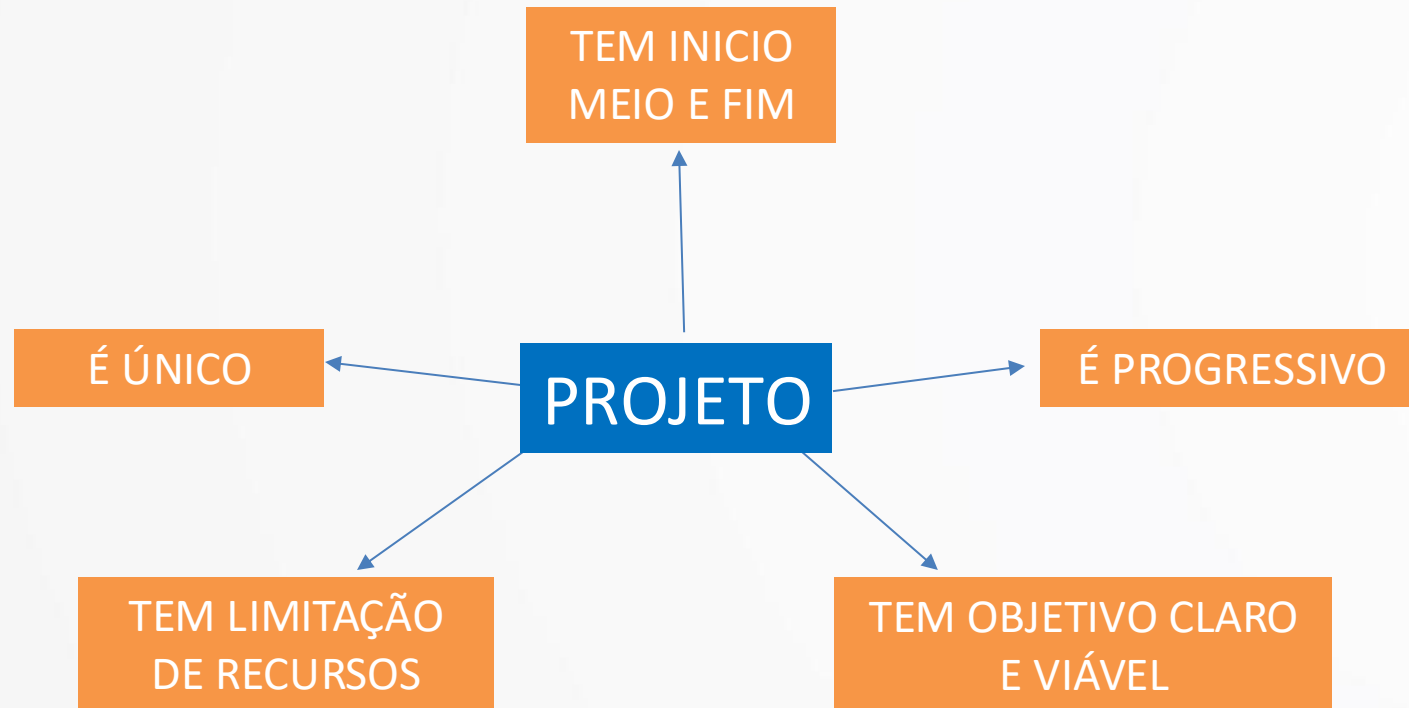 TEM INICIO
MEIO E FIM
É ÚNICO
PROJETO
É PROGRESSIVO
TEM LIMITAÇÃO
DE RECURSOS
TEM OBJETIVO CLARO
E VIÁVEL